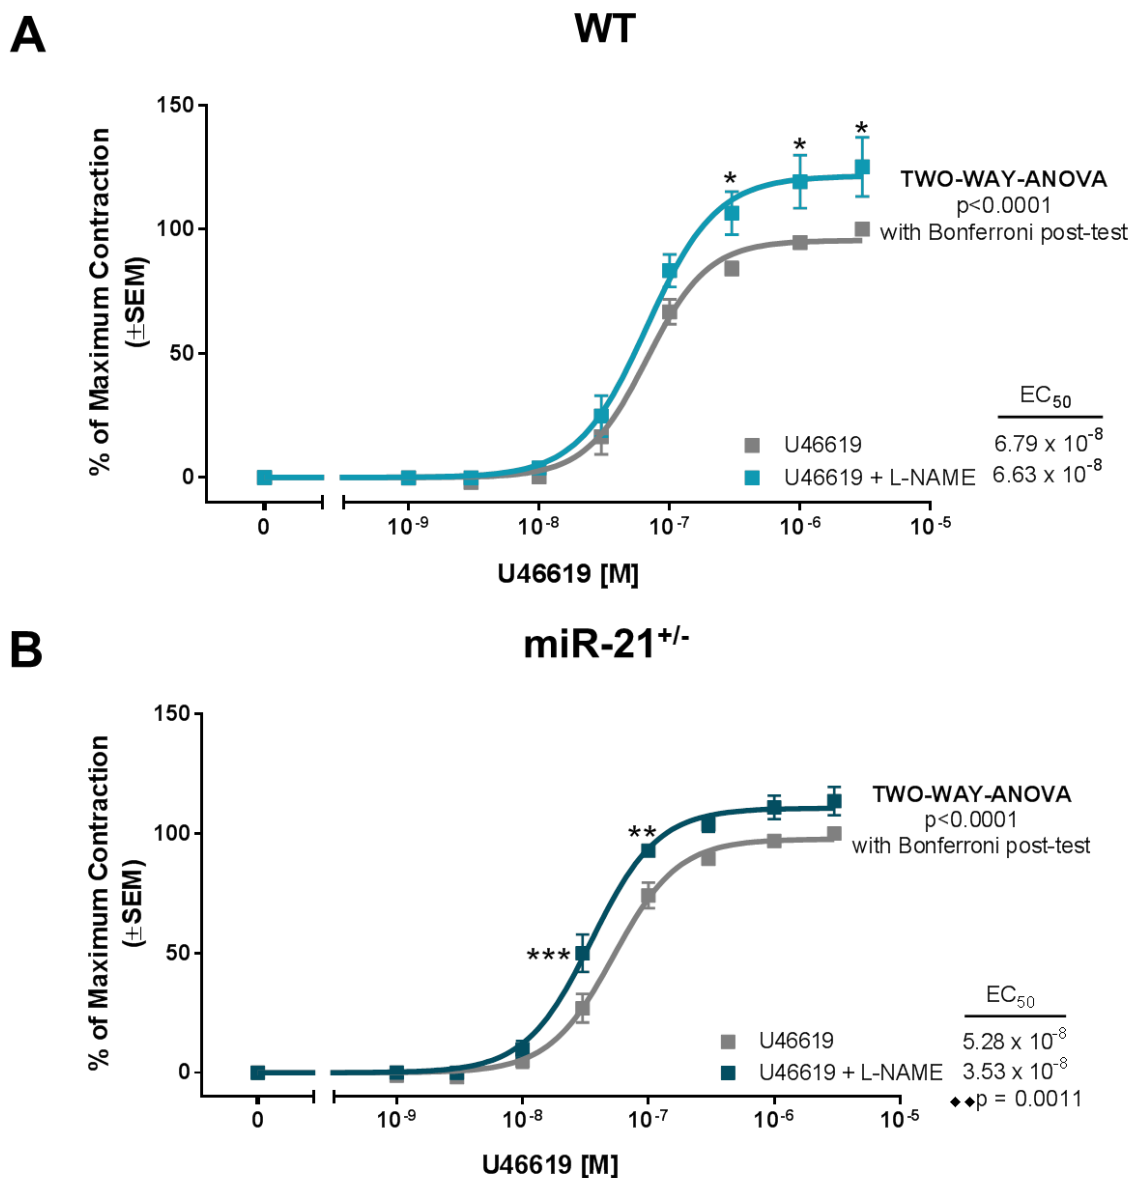 A
WT
% of Maximum Contraction
(±SEM)
150
100
50
0
* * *
TWO-WAY-ANOVA
p<0.0001
with Bonferroni post-test
EC₅₀
U46619 6.79 x 10⁻⁸
U46619 + L-NAME 6.63 x 10⁻⁸
0 10⁻⁹ 10⁻⁸ 10⁻⁷ 10⁻⁶ 10⁻⁵
U46619 [M]
B
miR-21⁺/⁻
% of Maximum Contraction
(±SEM)
150
100
50
0
**
***
TWO-WAY-ANOVA
p<0.0001
with Bonferroni post-test
EC₅₀
U46619 5.28 x 10⁻⁸
U46619 + L-NAME 3.53 x 10⁻⁸
◆◆p = 0.0011
0 10⁻⁹ 10⁻⁸ 10⁻⁷ 10⁻⁶ 10⁻⁵
U46619 [M]